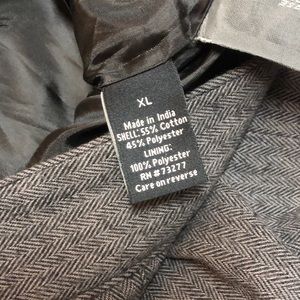 XL
Made in India
SHELL: 55% Cotton
45% Polyester
LINING:
100% Polyester
RN #73277
Care on reverse